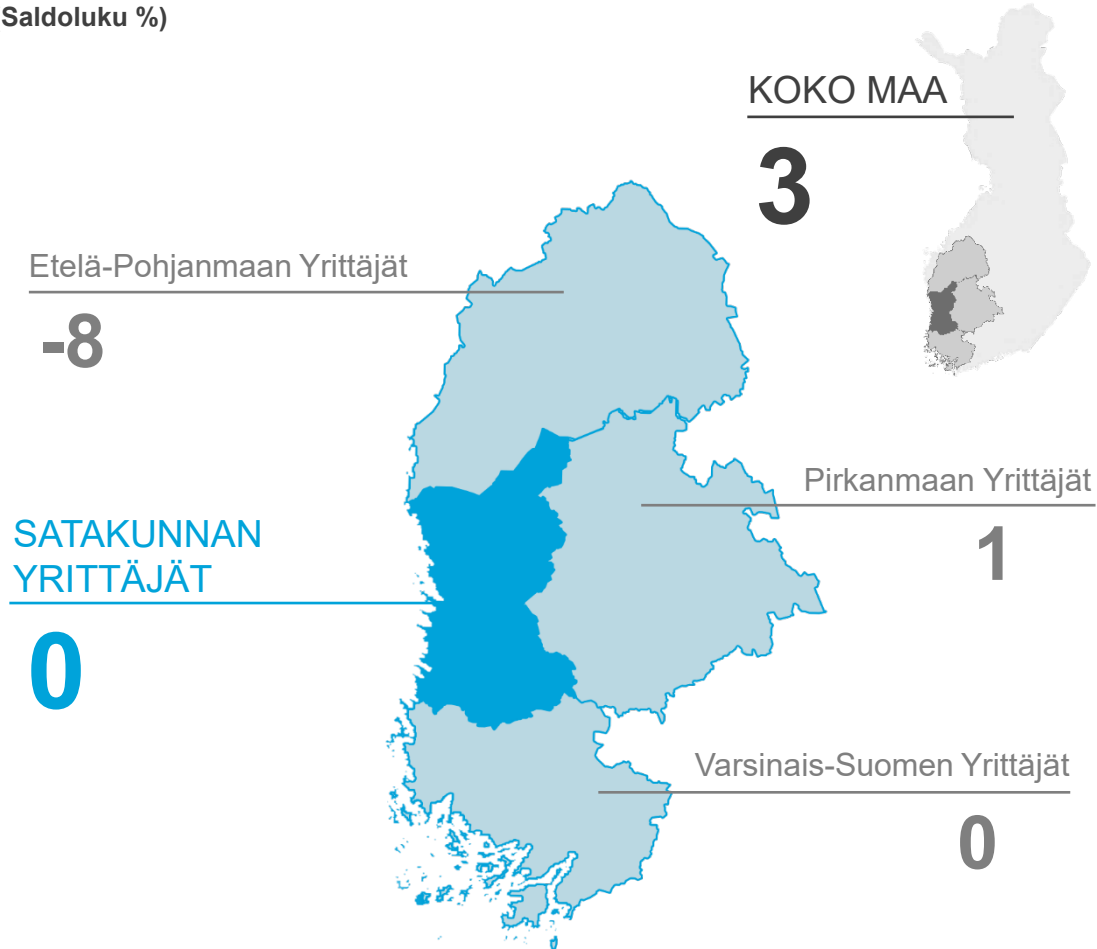 Saldoluku %)
KOKO MAA
3
Etelä-Pohjanmaan Yrittäjät
-8
Pirkanmaan Yrittäjät
1
SATAKUNNAN
YRITTÄJÄT
0
Varsinais-Suomen Yrittäjät
0